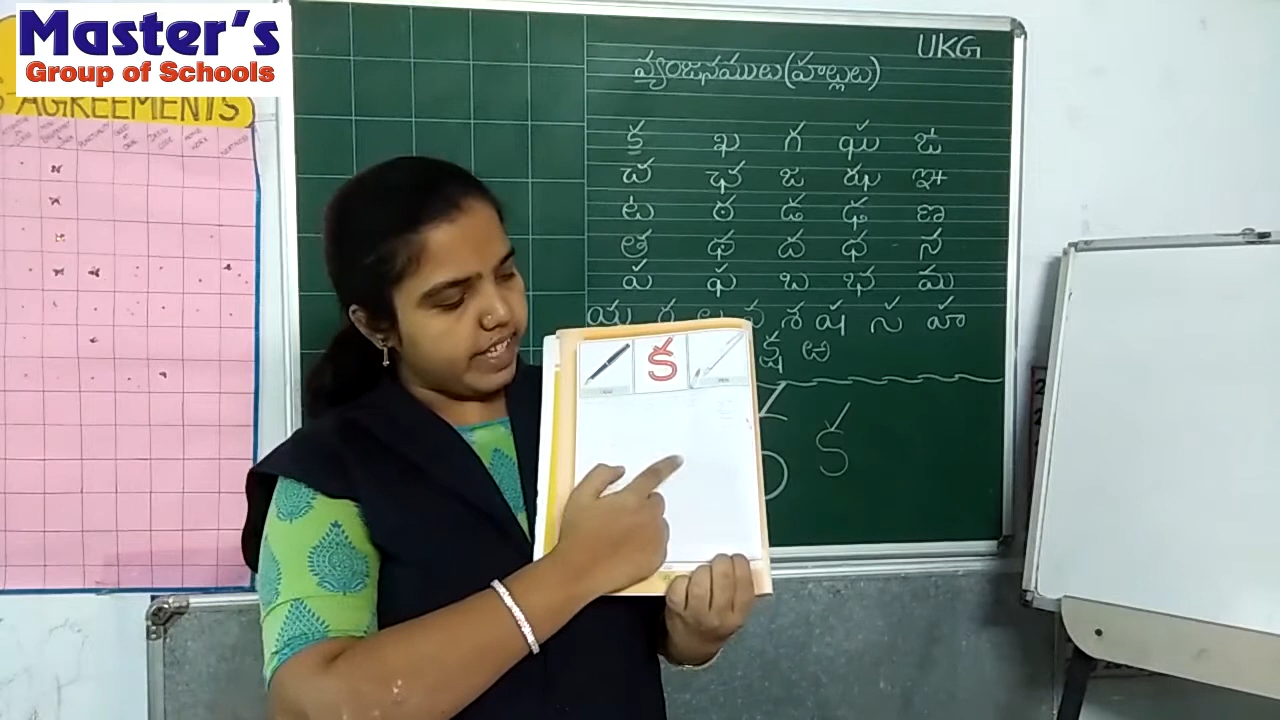 Master's
Group of Schools
AGREEMENTS
UKG
వ్యంజనములు(హల్లులు)
క ఖ గ ఘ ఙ
చ ఛ జ ఝ ఞ
ట ఠ డ ఢ ణ
త థ ద ధ న
ప ఫ బ భ మ
య ర ల వ శ ష స హ
క్ష ఱ
క
క